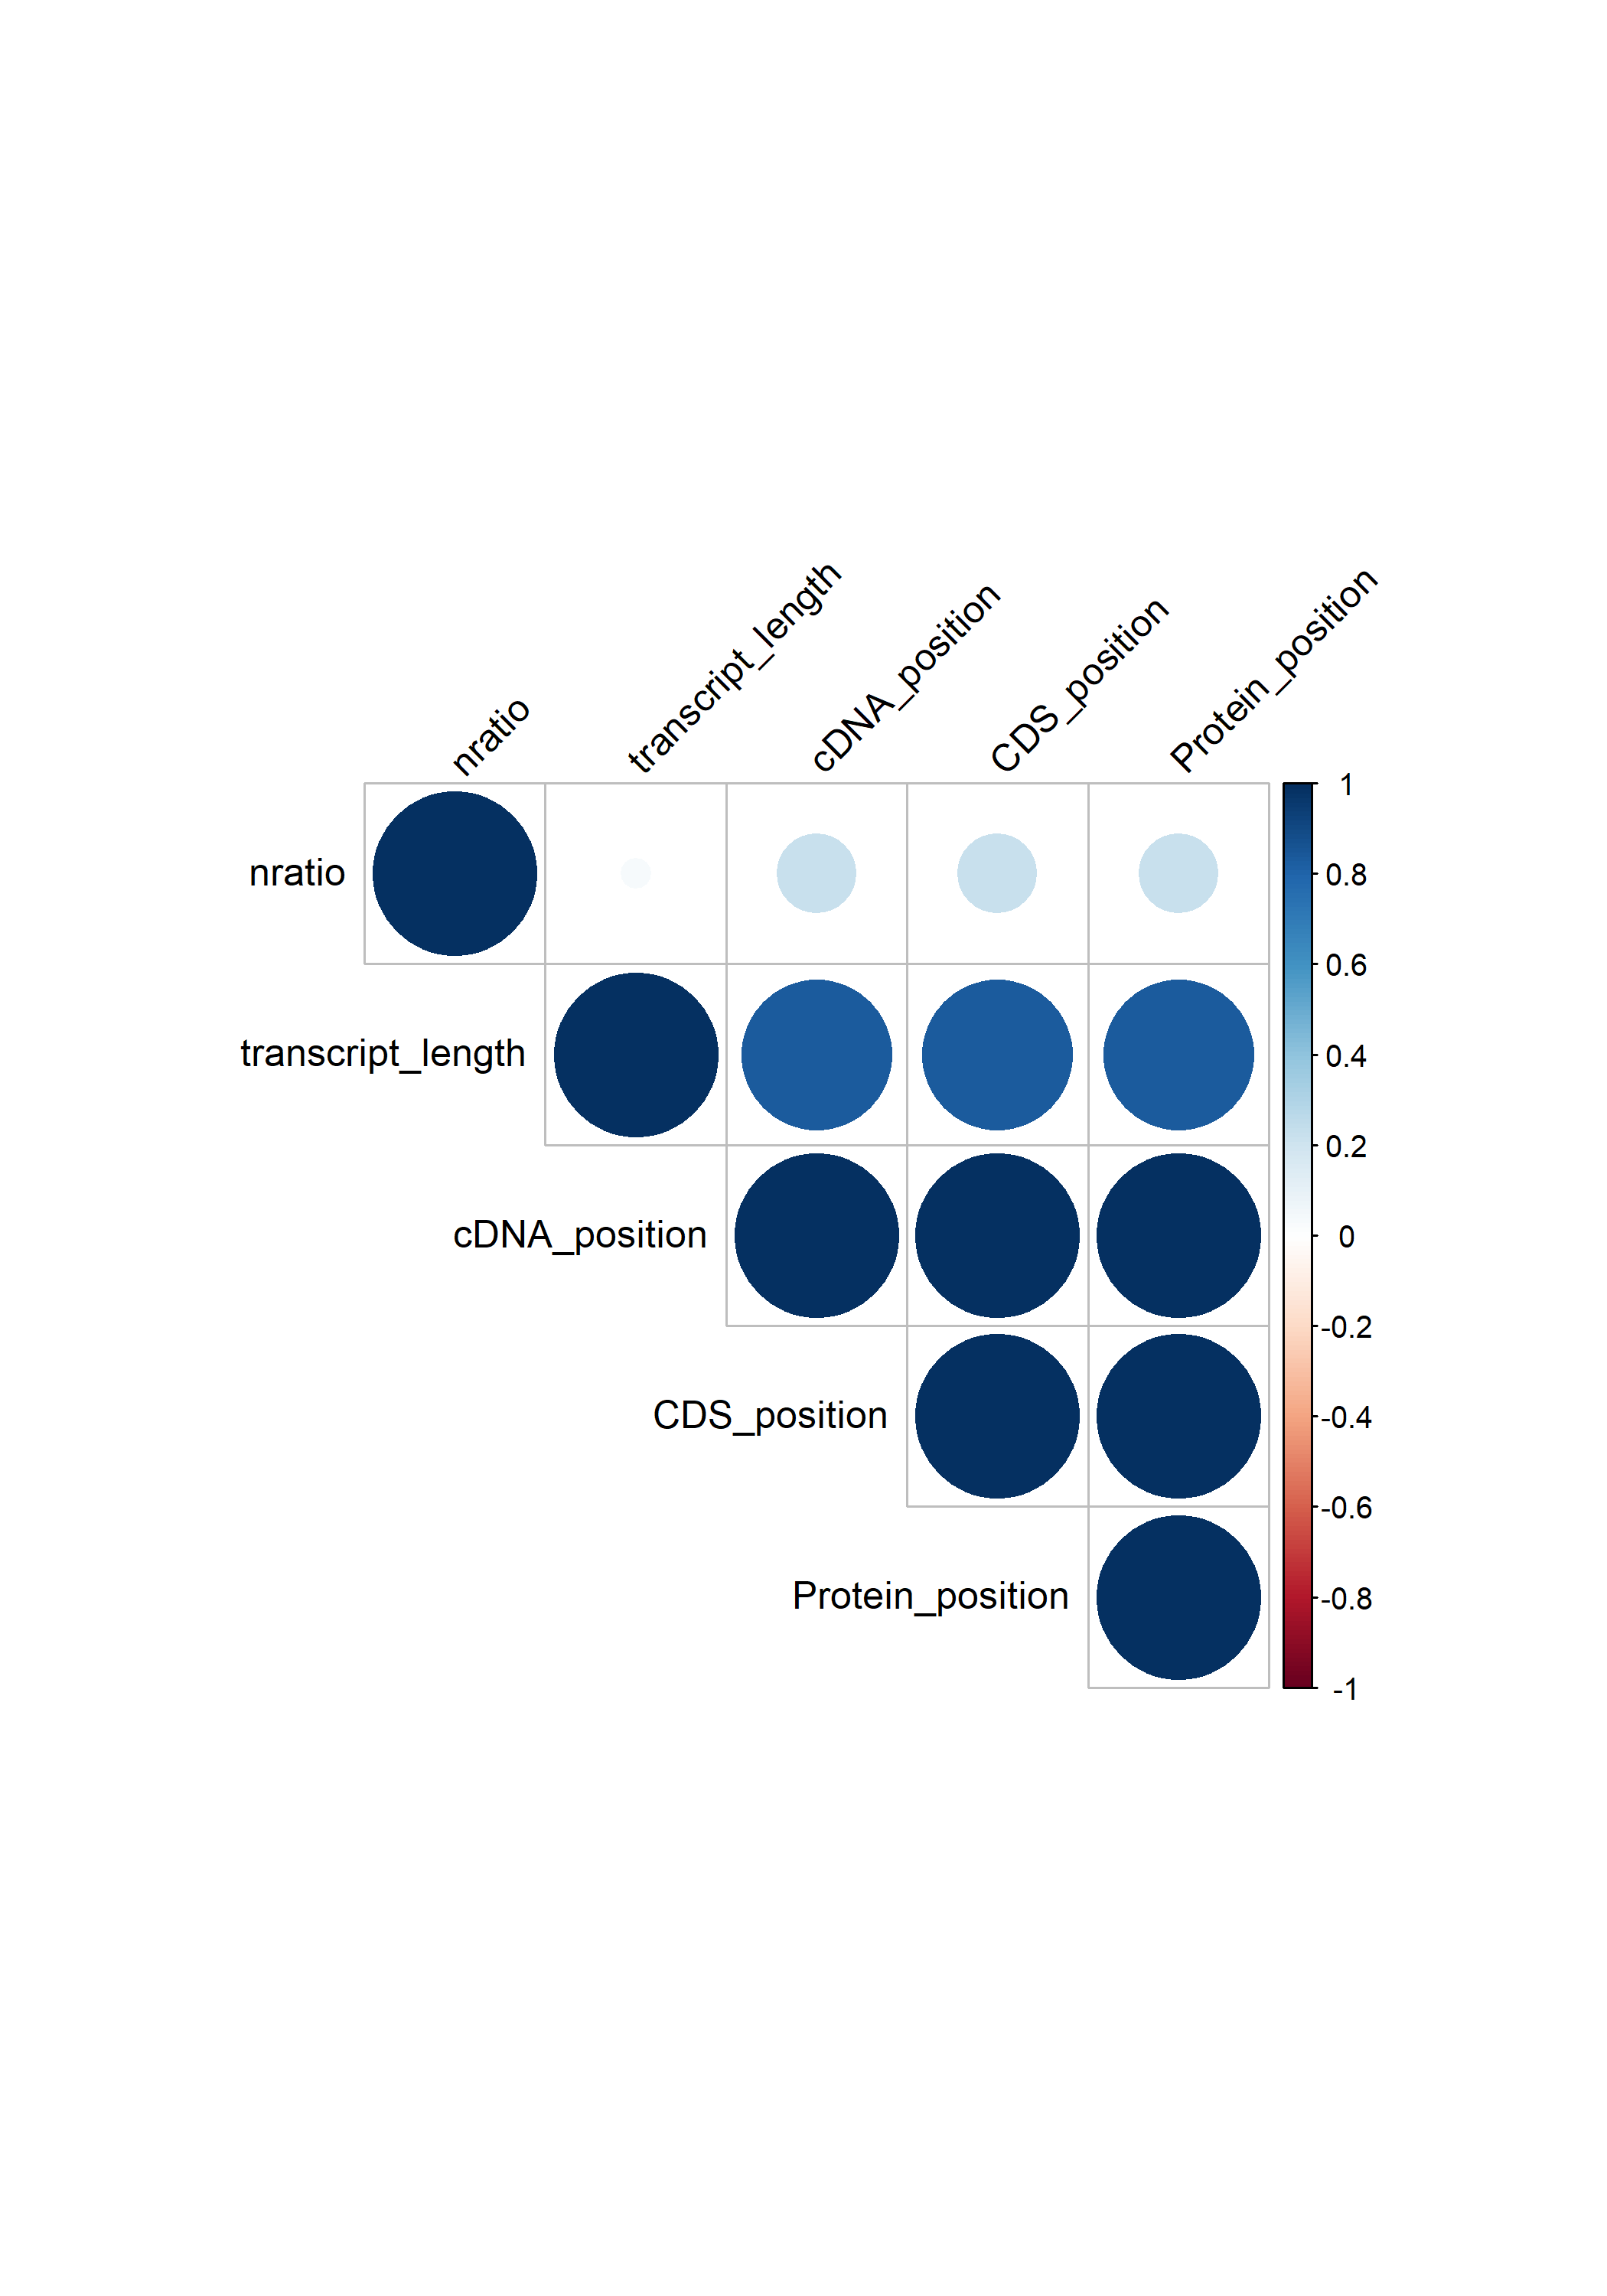 nratio
transcript_length
cDNA_position
CDS_position
Protein_position
nratio
transcript_length
cDNA_position
CDS_position
Protein_position
1
0.8
0.6
0.4
0.2
0
-0.2
-0.4
-0.6
-0.8
-1